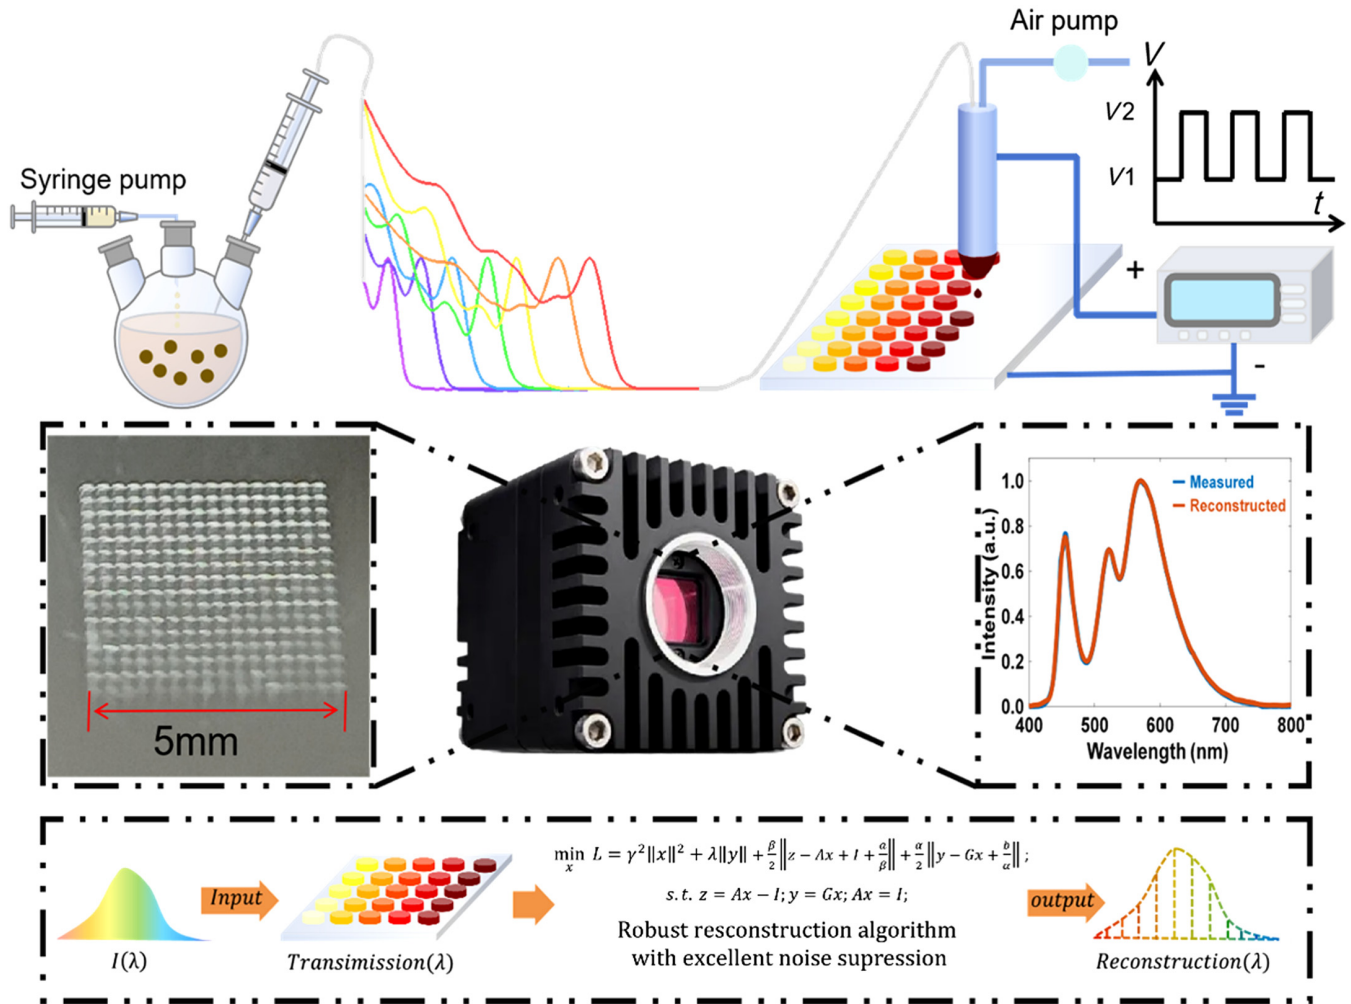 Air pump
V
V2
V1
t
Syringe pump
+
-
5mm
Measured
Reconstructed
Intensity (a.u.)
1.0
0.8
0.6
0.4
0.2
0.0
400 500 600 700 800
Wavelength (nm)
min L = γ²‖x‖² + λ‖y‖ + β/2‖z − Ax + I + a/β‖ + α/2‖y − Gx + b/α‖;
x
s.t. z = Ax − I; y = Gx; Ax = I;
Input
output
Robust resconstruction algorithm
with excellent noise supression
I(λ)
Transimission(λ)
Reconstruction(λ)